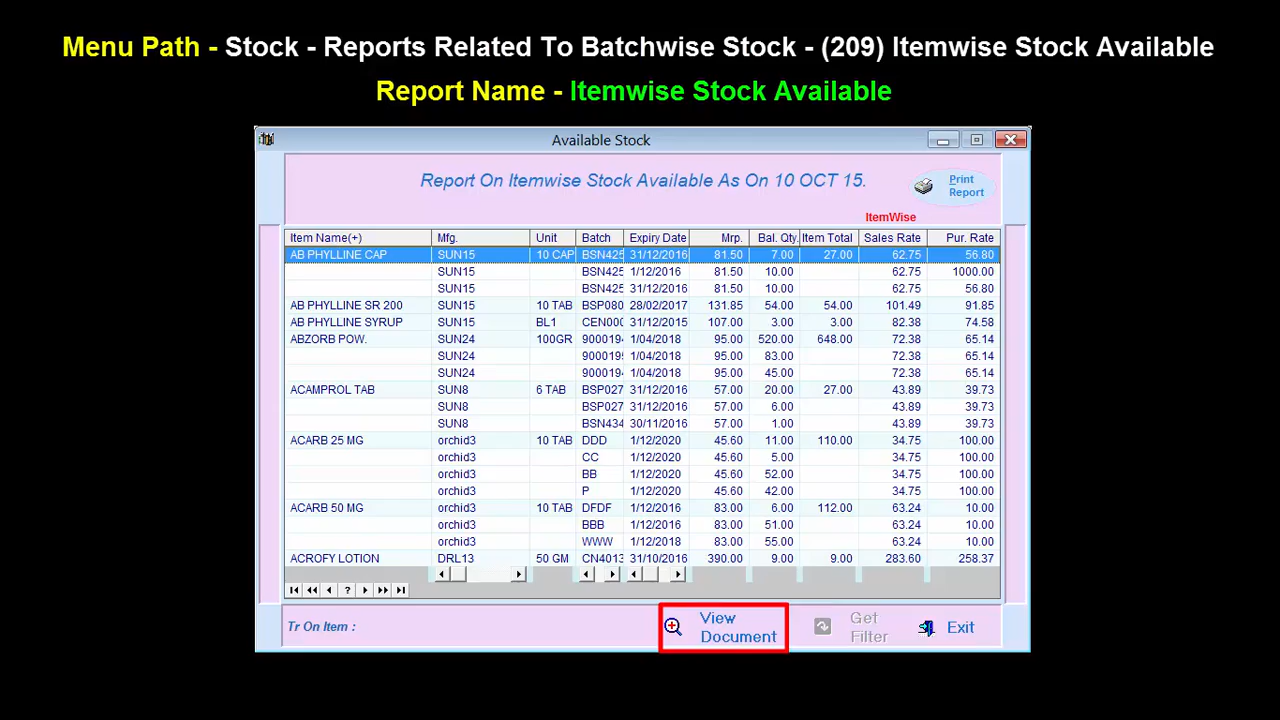 Menu Path - Stock - Reports Related To Batchwise Stock - (209) Itemwise Stock Available
Report Name - Itemwise Stock Available
Available Stock
Report On Itemwise Stock Available As On 10 OCT 15.
Print
Report
ItemWise
Item Name(+) Mfg. Unit Batch Expiry Date Mrp. Bal. Qty. Item Total Sales Rate Pur. Rate
AB PHYLLINE CAP SUN15 10 CAP BSN425 31/12/2016 81.50 7.00 27.00 62.75 56.80
SUN15 BSN425 1/12/2016 81.50 10.00 62.75 1000.00
SUN15 BSN425 31/12/2016 81.50 10.00 62.75 56.80
AB PHYLLINE SR 200 SUN15 10 TAB BSP080 28/02/2017 131.85 54.00 54.00 101.49 91.85
AB PHYLLINE SYRUP SUN15 BL1 CEN000 31/12/2015 107.00 3.00 3.00 82.38 74.58
ABZORB POW. SUN24 100GR 900019 1/04/2018 95.00 520.00 648.00 72.38 65.14
SUN24 900019 1/04/2018 95.00 83.00 72.38 65.14
SUN24 900019 1/04/2018 95.00 45.00 72.38 65.14
ACAMPROL TAB SUN8 6 TAB BSP027 31/12/2016 57.00 20.00 27.00 43.89 39.73
SUN8 BSP027 31/12/2016 57.00 6.00 43.89 39.73
SUN8 BSN434 30/11/2016 57.00 1.00 43.89 39.73
ACARB 25 MG orchid3 10 TAB DDD 1/12/2020 45.60 11.00 110.00 34.75 100.00
orchid3 CC 1/12/2020 45.60 5.00 34.75 100.00
orchid3 BB 1/12/2020 45.60 52.00 34.75 100.00
orchid3 P 1/12/2020 45.60 42.00 34.75 100.00
ACARB 50 MG orchid3 10 TAB DFDF 1/12/2016 83.00 6.00 112.00 63.24 10.00
orchid3 BBB 1/12/2016 83.00 51.00 63.24 10.00
orchid3 WWW 1/12/2018 83.00 55.00 63.24 10.00
ACROFY LOTION DRL13 50 GM CN4013 31/10/2016 390.00 9.00 9.00 283.60 258.37
?
Tr On Item :
View
Document
Get
Filter
Exit